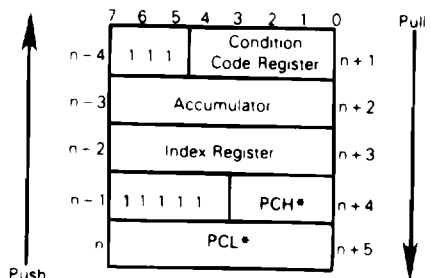 7 6 5 4 3 2 1 0
Pull
n - 4 1 1 1 Condition Code Register n + 1
n - 3 Accumulator n + 2
n - 2 Index Register n + 3
n - 1 1 1 1 1 1 PCH* n + 4
n PCL* n + 5
Push